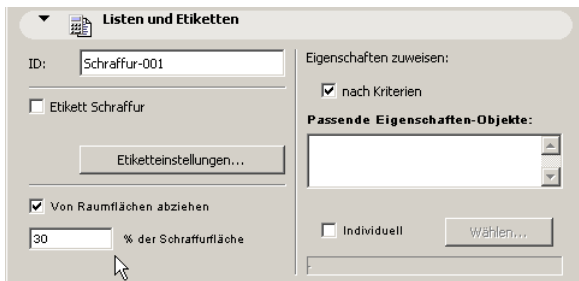 Listen und Etiketten
ID: Schraffur-001
Etikett Schraffur
Etiketteinstellungen...
Von Raumflächen abziehen
30 % der Schraffurfläche
Eigenschaften zuweisen:
nach Kriterien
Passende Eigenschaften-Objekte:
Individuell Wählen...
-